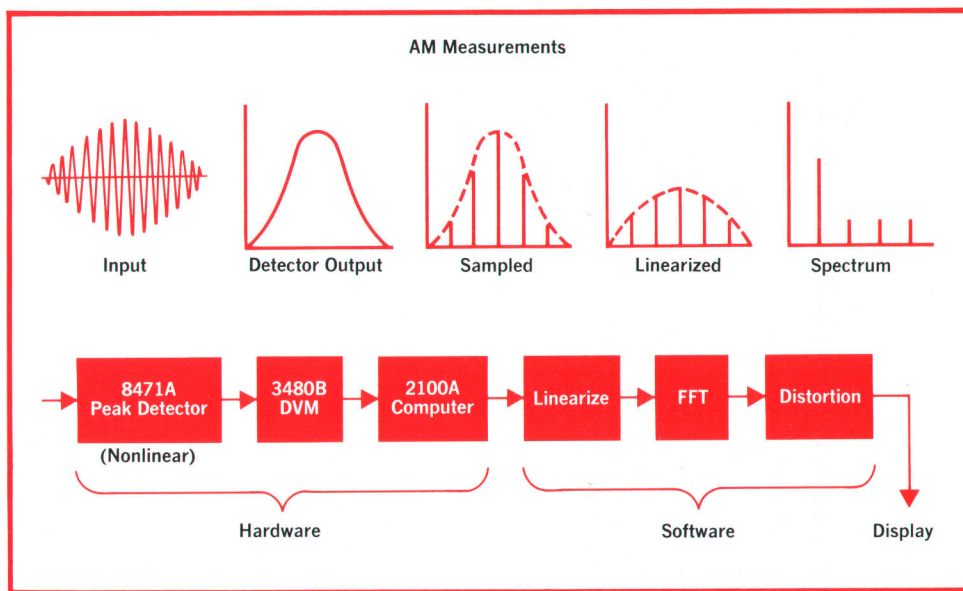 AM Measurements
Input
Detector Output
Sampled
Linearized
Spectrum
8471A
Peak Detector
3480B
DVM
2100A
Computer
Linearize
FFT
Distortion
(Nonlinear)
Hardware
Software
Display